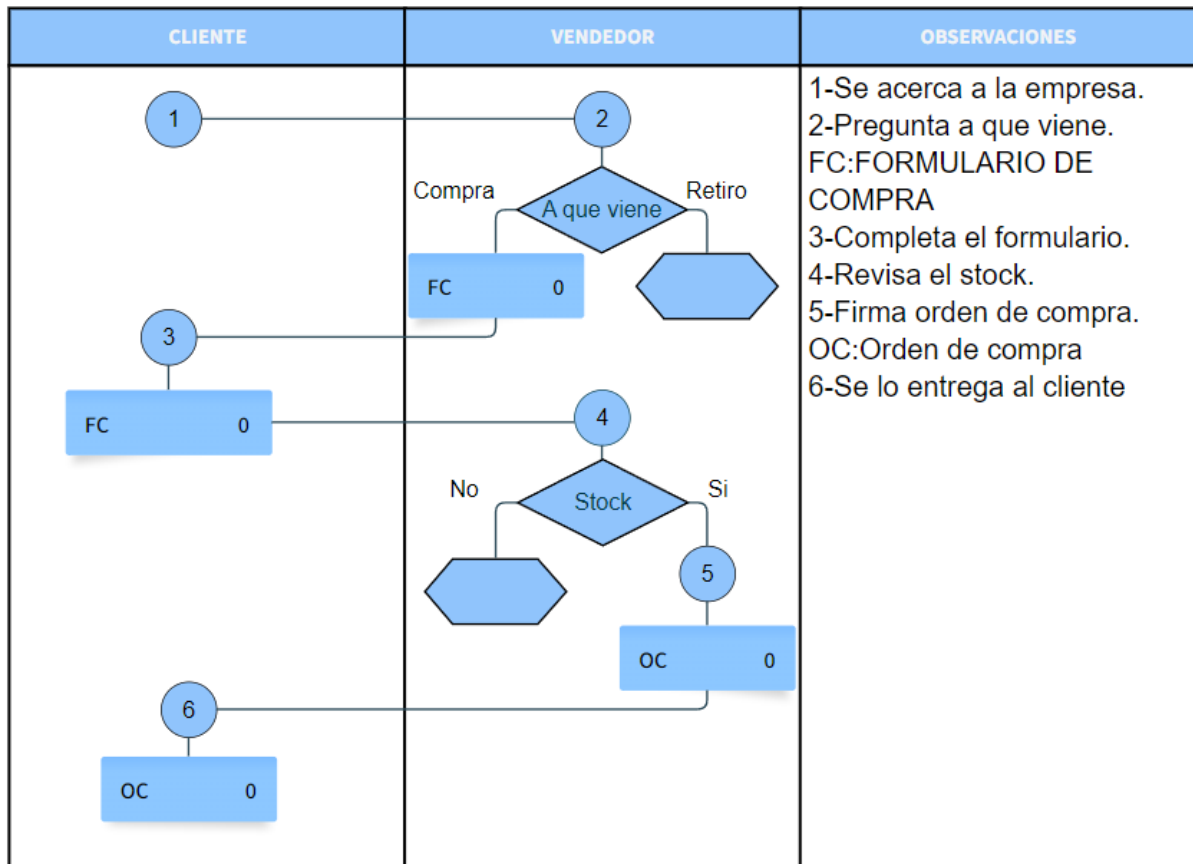 CLIENTE
VENDEDOR
OBSERVACIONES
1
2
Compra
A que viene
Retiro
FC 0
3
FC 0
4
No
Stock
Si
5
OC 0
6
OC 0
1-Se acerca a la empresa.
2-Pregunta a que viene.
FC:FORMULARIO DE
COMPRA
3-Completa el formulario.
4-Revisa el stock.
5-Firma orden de compra.
OC:Orden de compra
6-Se lo entrega al cliente